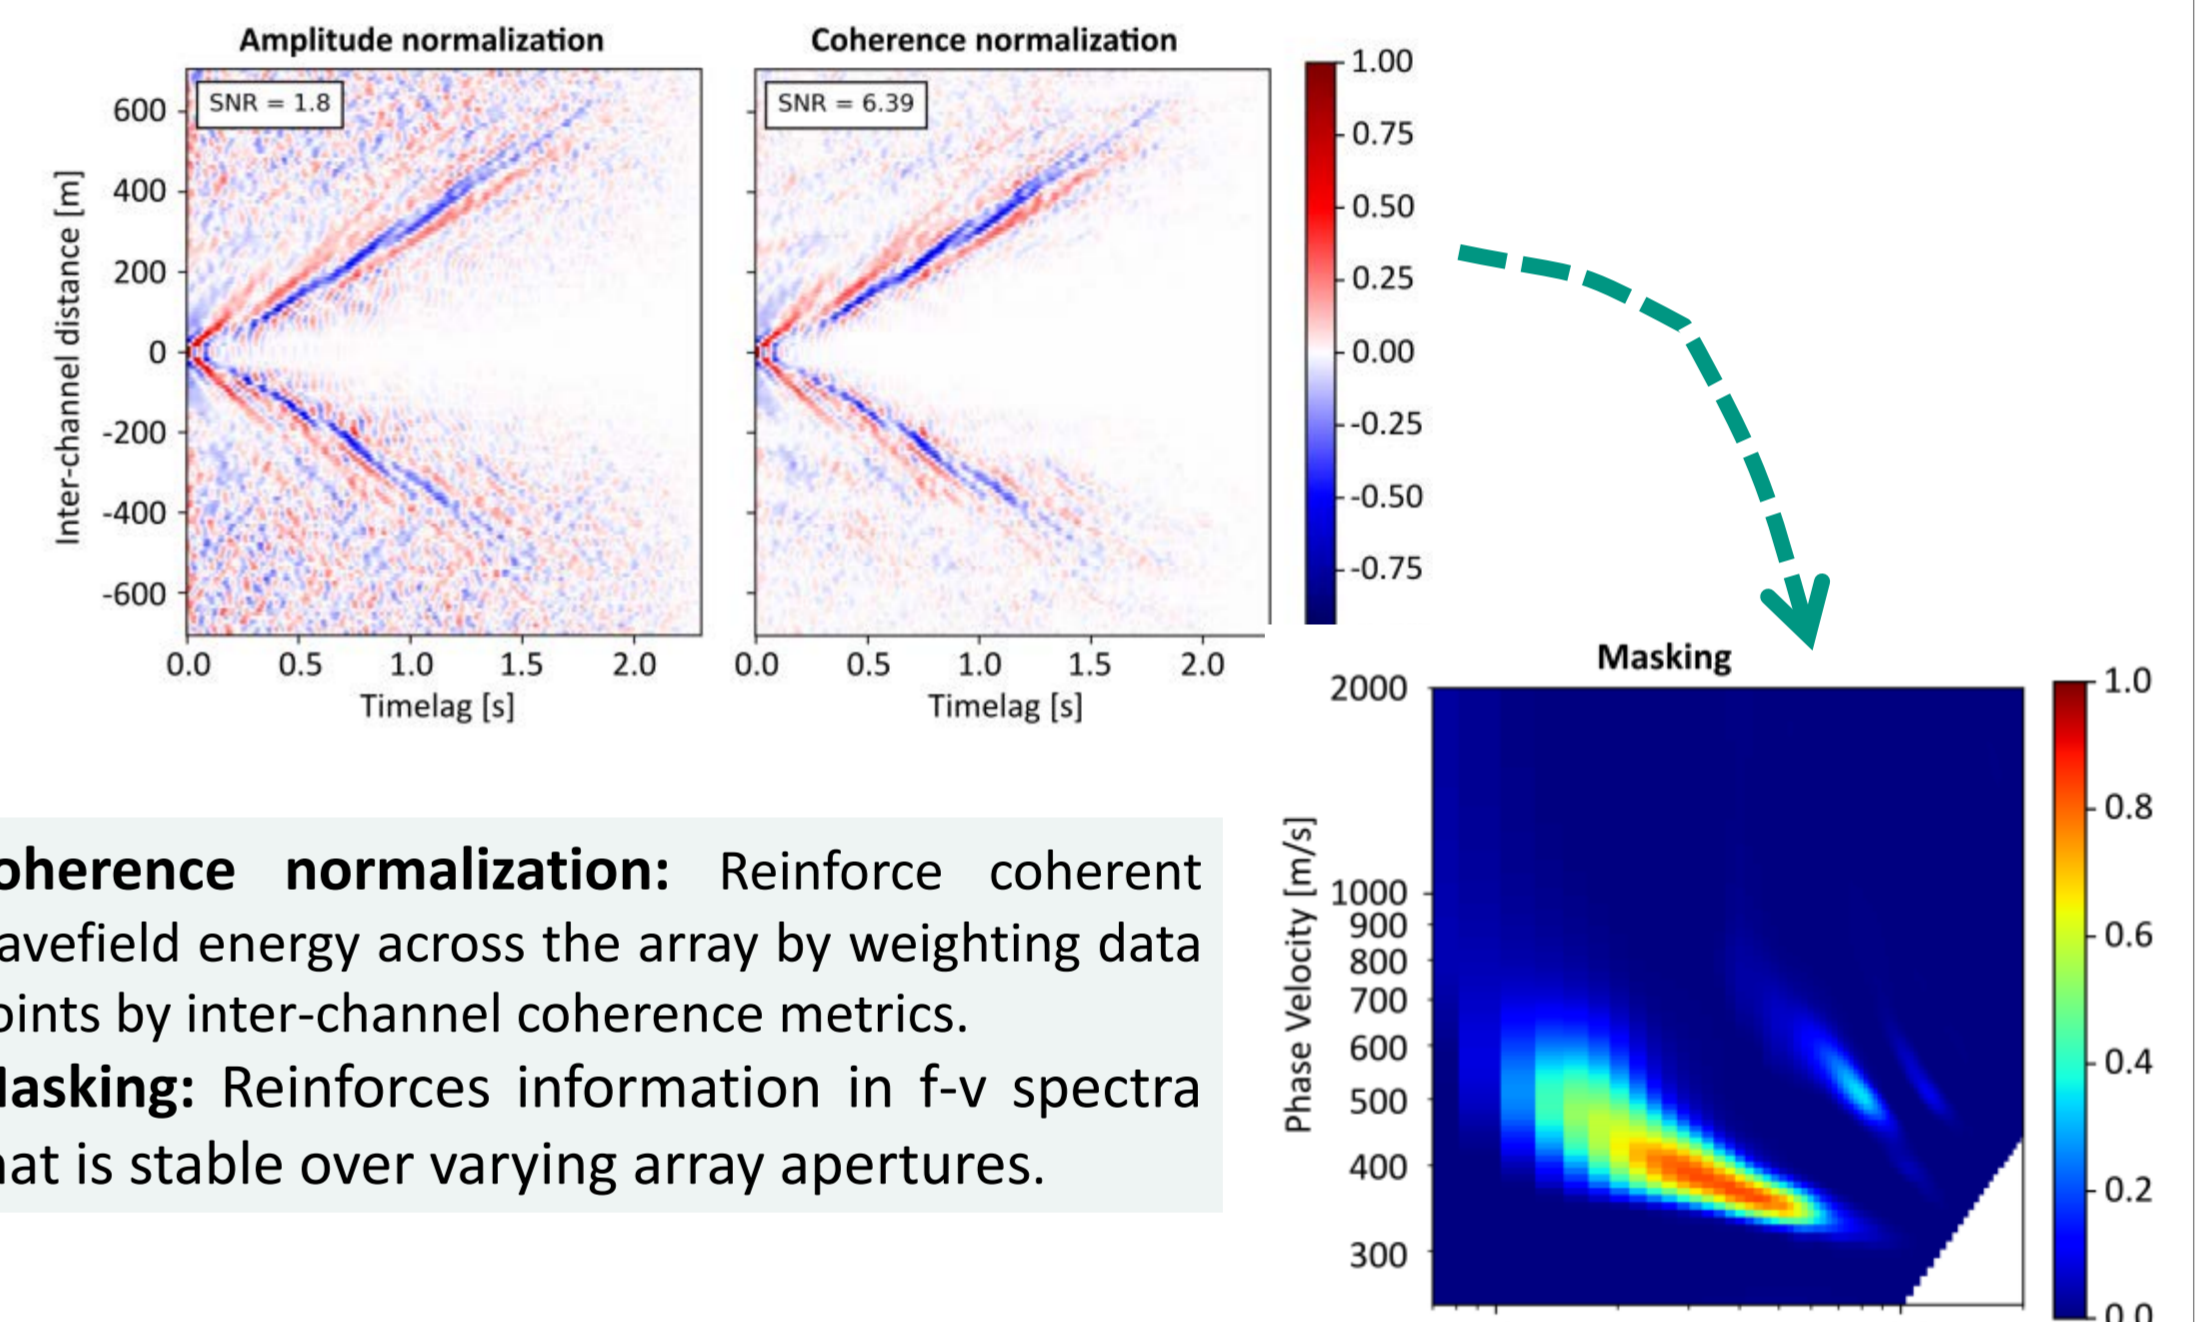 Amplitude normalization
SNR = 1.8
600
400
200
0
-200
-400
-600
Inter-channel distance [m]
0.0 0.5 1.0 1.5 2.0
Timelag [s]
Coherence normalization
SNR = 6.39
0.0 0.5 1.0 1.5 2.0
Timelag [s]
1.00
0.75
0.50
0.25
0.00
-0.25
-0.50
-0.75
oherence normalization: Reinforce coherent
avefield energy across the array by weighting data
oints by inter-channel coherence metrics.
asking: Reinforces information in f-v spectra
at is stable over varying array apertures.
Masking
2000
1000
900
800
700
600
500
400
300
Phase Velocity [m/s]
1.0
0.8
0.6
0.4
0.2
0.0